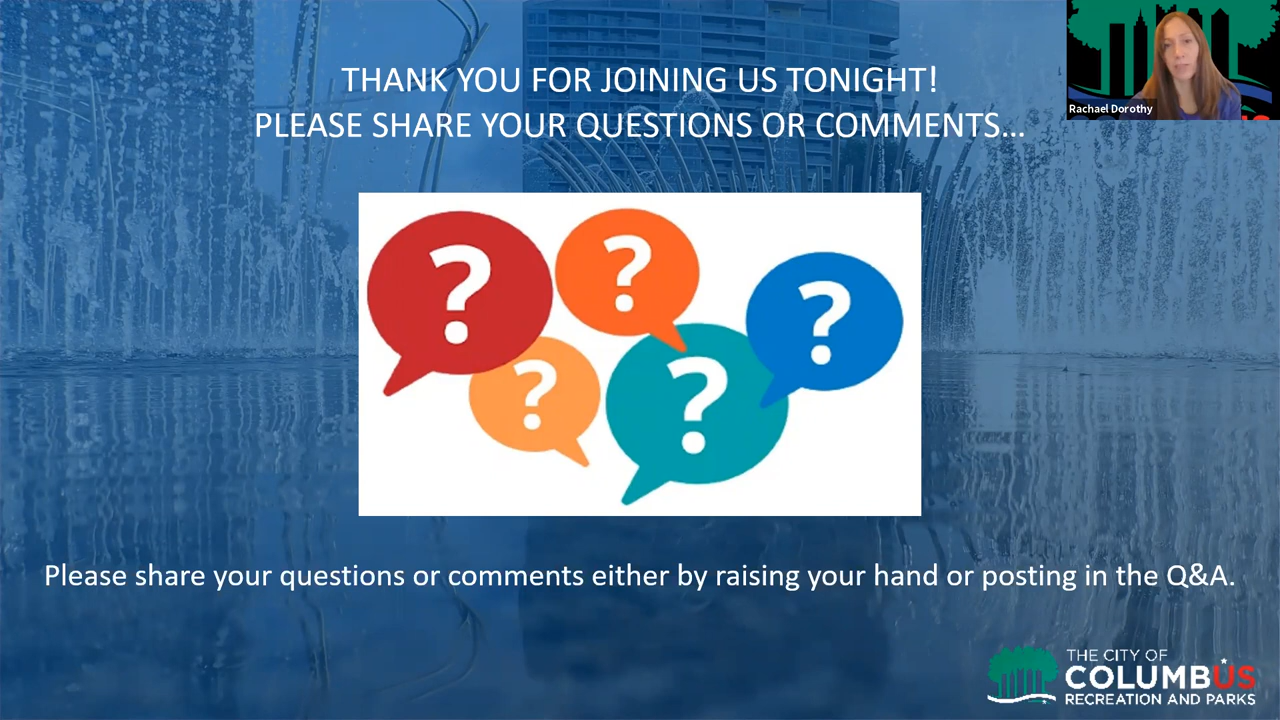 THANK YOU FOR JOINING US TONIGHT!
PLEASE SHARE YOUR QUESTIONS OR COMMENTS...
Rachael Dorothy
? ? ? ? ?
Please share your questions or comments either by raising your hand or posting in the Q&A.
THE CITY OF
COLUMBUS
RECREATION AND PARKS